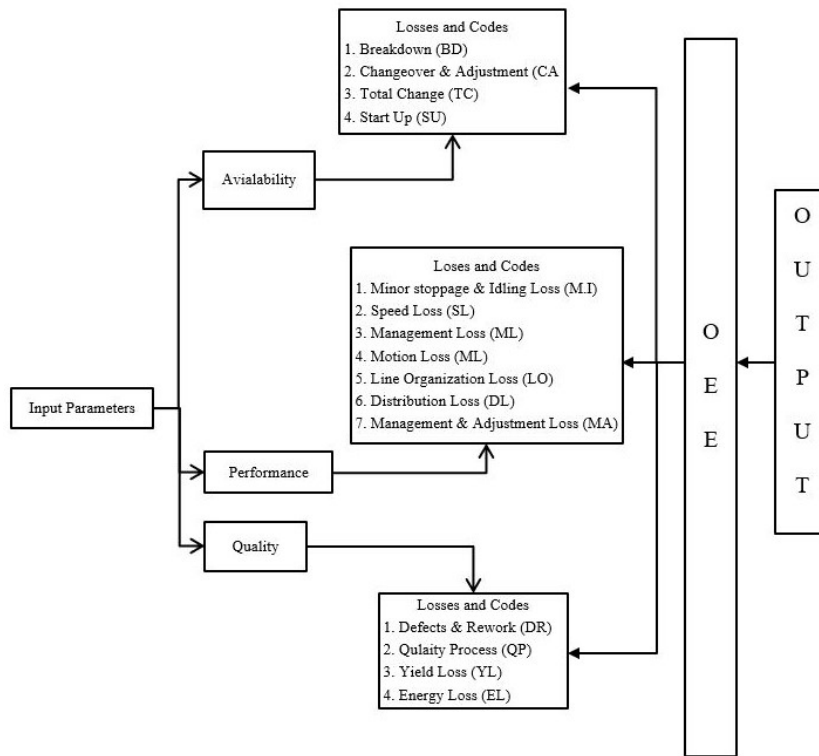 Losses and Codes
1. Breakdown (BD)
2. Changeover & Adjustment (CA
3. Total Change (TC)
4. Start Up (SU)
Avialability
Loses and Codes
1. Minor stoppage & Idling Loss (M.I)
2. Speed Loss (SL)
3. Management Loss (ML)
4. Motion Loss (ML)
5. Line Organization Loss (LO)
6. Distribution Loss (DL)
7. Management & Adjustment Loss (MA)
Input Parameters
Performance
Quality
Losses and Codes
1. Defects & Rework (DR)
2. Qulaity Process (QP)
3. Yield Loss (YL)
4. Energy Loss (EL)
O E E
O U T P U T